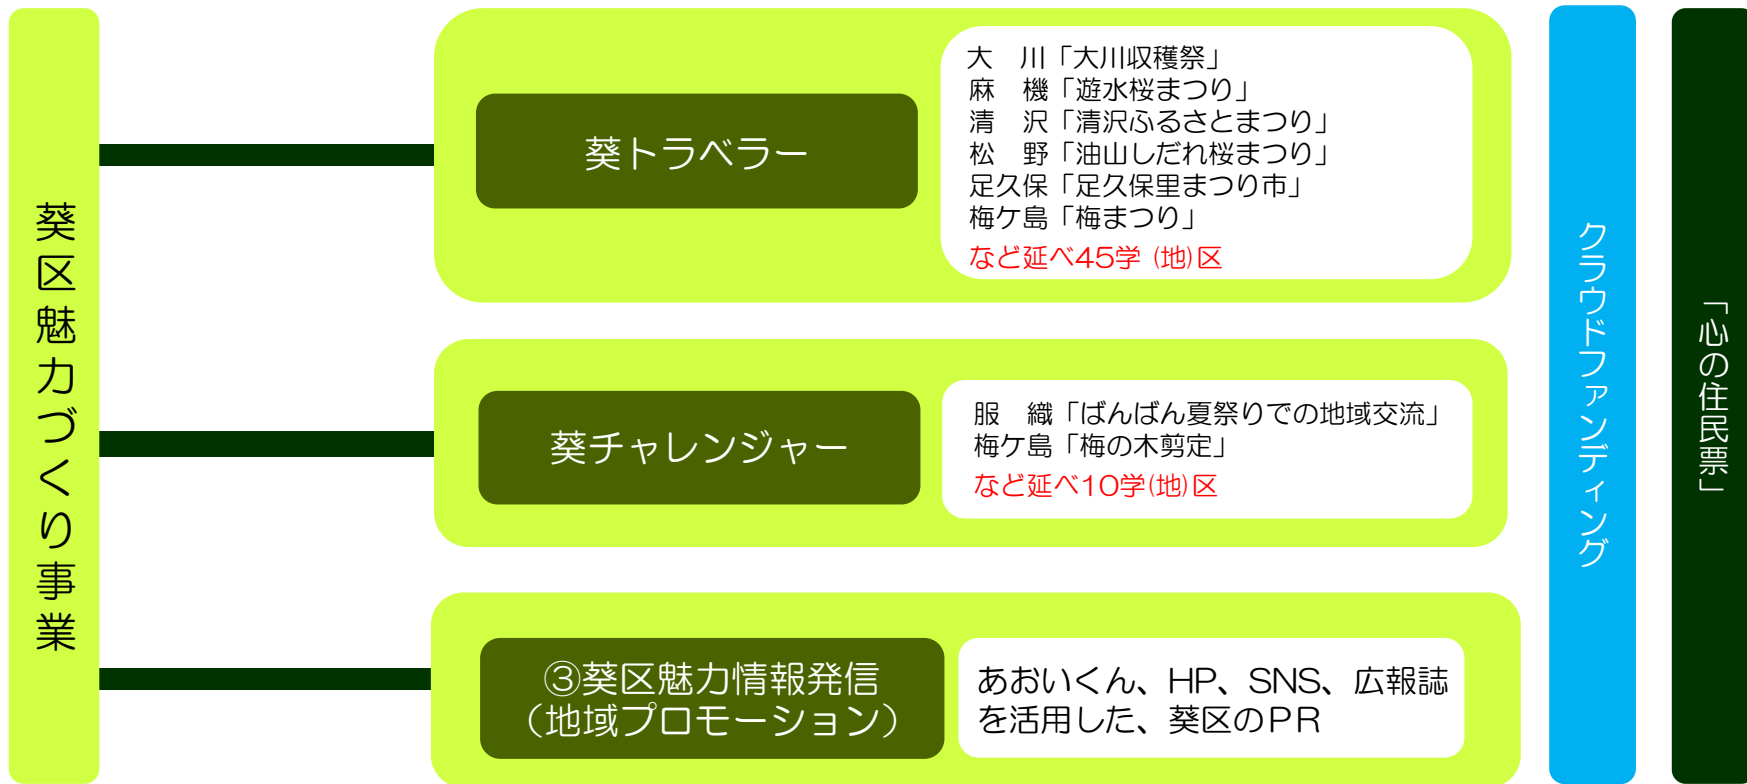 葵区魅力づくり事業
葵トラベラー
大　川「大川収穫祭」
麻　機「遊水桜まつり」
清　沢「清沢ふるさとまつり」
松　野「油山しだれ桜まつり」
足久保「足久保里まつり市」
梅ケ島「梅まつり」
など延べ45学(地)区
葵チャレンジャー
服　織「ばんばん夏祭りでの地域交流」
梅ケ島「梅の木剪定」
など延べ10学(地)区
③葵区魅力情報発信
（地域プロモーション）
あおいくん、HP、SNS、広報誌
を活用した、葵区のＰＲ
クラウドファンディング
「心の住民票」